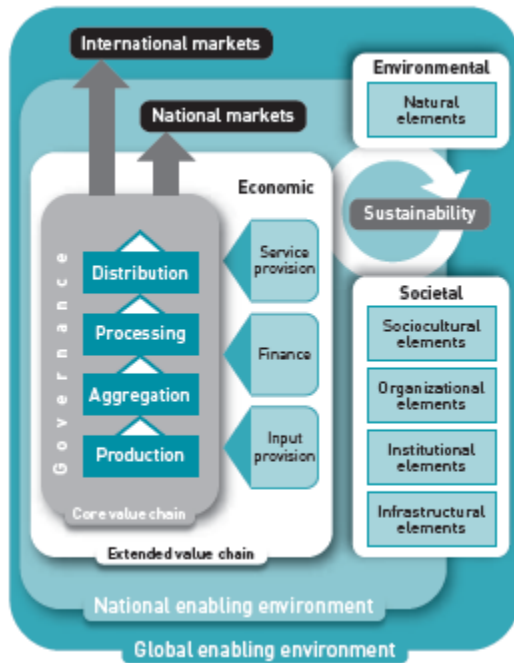 International markets
National markets
Environmental
Natural
elements
Sustainability
Economic
Governance
Distribution
Processing
Aggregation
Production
Core value chain
Service
provision
Finance
Input
provision
Extended value chain
Societal
Sociocultural
elements
Organizational
elements
Institutional
elements
Infrastructural
elements
National enabling environment
Global enabling environment